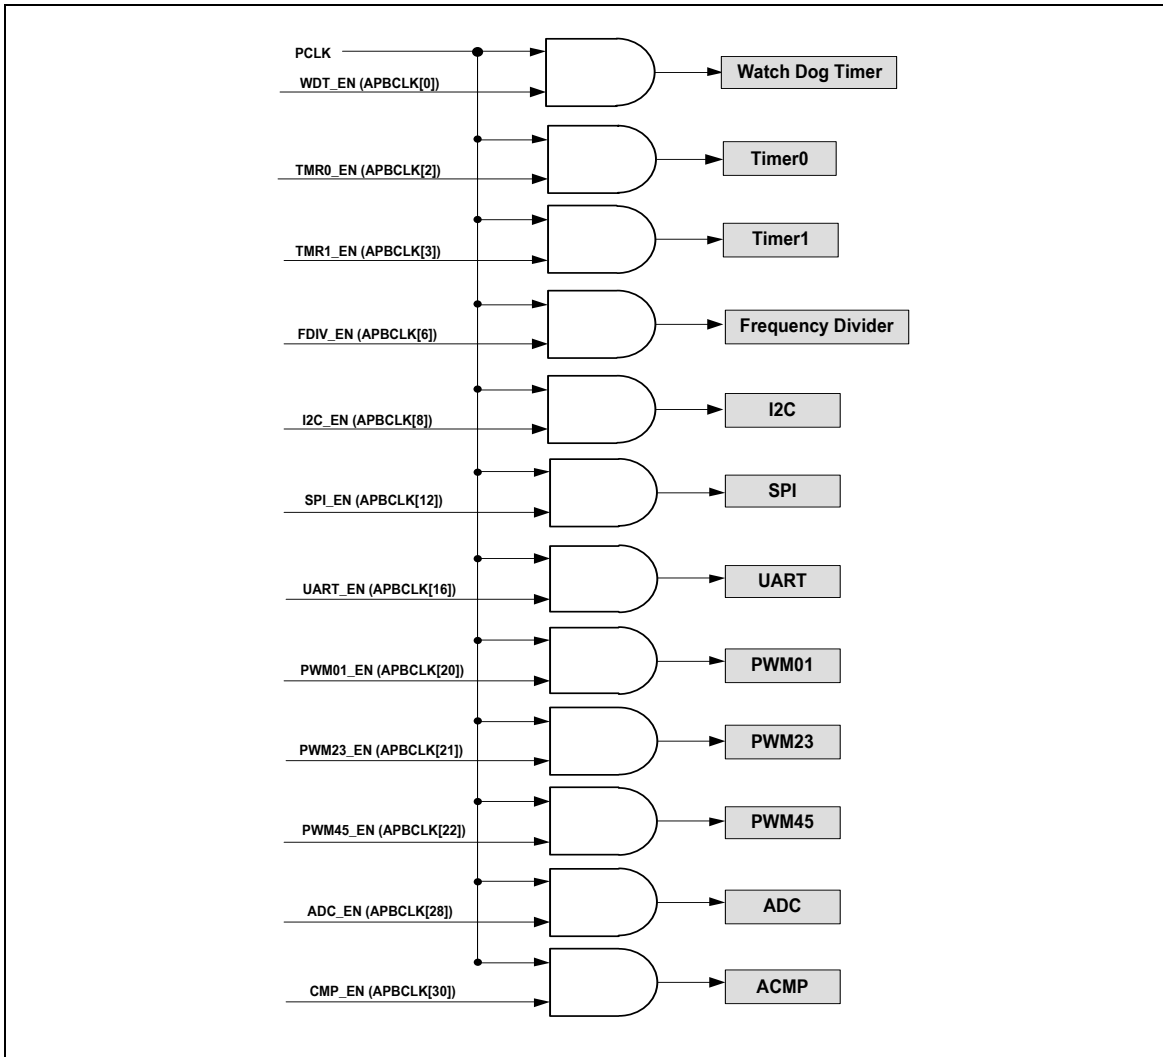 PCLK
WDT_EN (APBCLK[0])
Watch Dog Timer
TMR0_EN (APBCLK[2])
Timer0
TMR1_EN (APBCLK[3])
Timer1
FDIV_EN (APBCLK[6])
Frequency Divider
I2C_EN (APBCLK[8])
I2C
SPI_EN (APBCLK[12])
SPI
UART_EN (APBCLK[16])
UART
PWM01_EN (APBCLK[20])
PWM01
PWM23_EN (APBCLK[21])
PWM23
PWM45_EN (APBCLK[22])
PWM45
ADC_EN (APBCLK[28])
ADC
CMP_EN (APBCLK[30])
ACMP